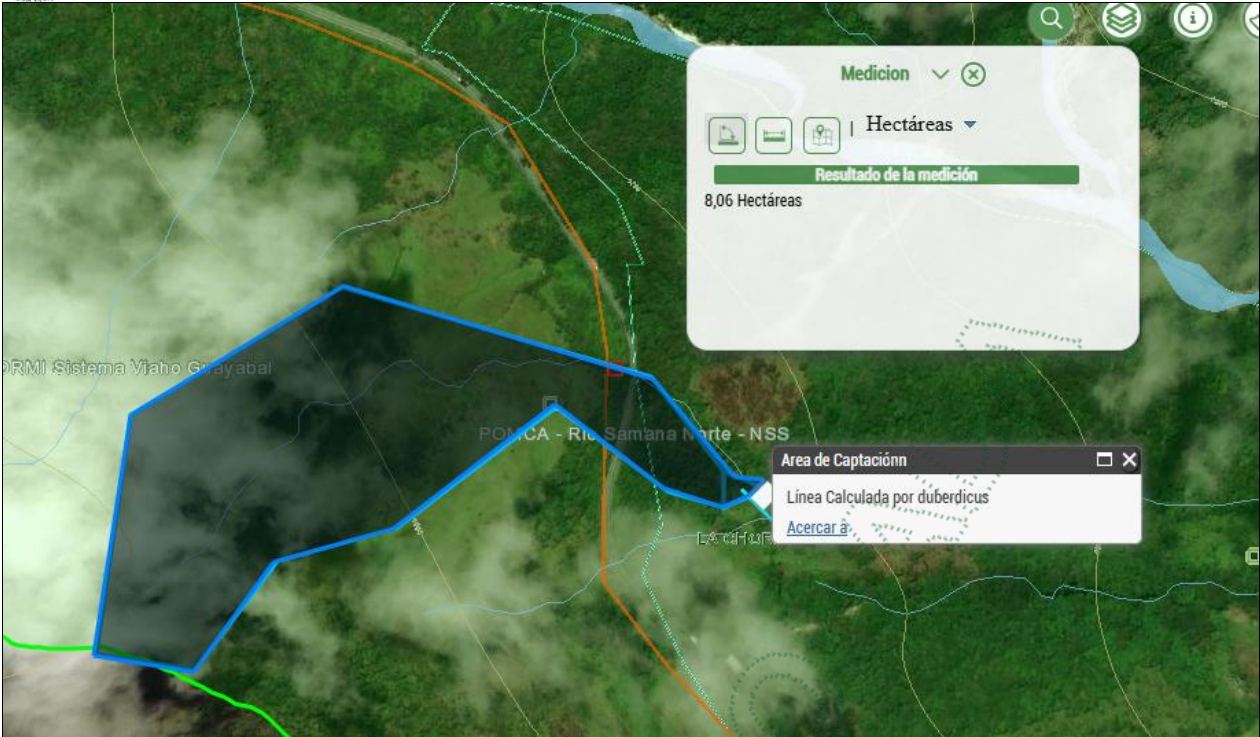 Medicion
| Hectáreas
Resultado de la medición
8,06 Hectáreas
DRMI Sistema Viaho Guayabal
POMCA - Rio Samana Norte - NSS
Area de Captaciónn
Línea Calculada por duberdicus
Acercar a